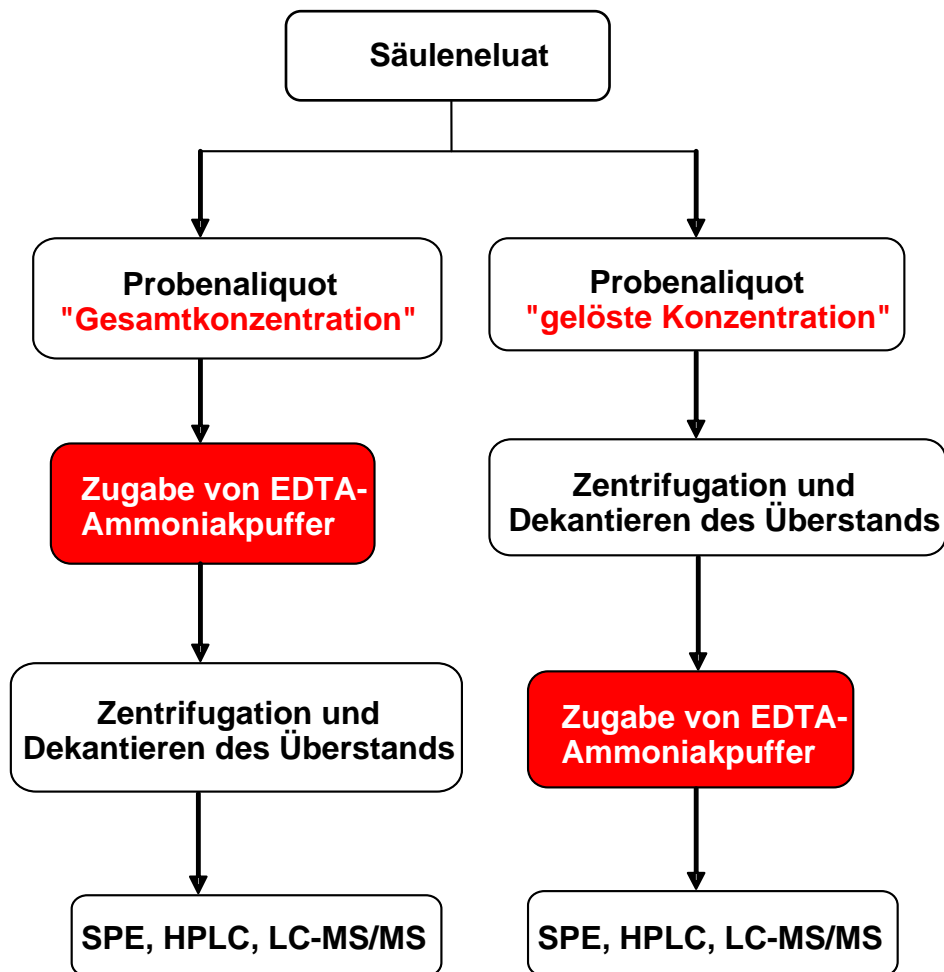 Säuleneluat
Probenaliquot
"Gesamtkonzentration"
Zugabe von EDTA-
Ammoniakpuffer
Zentrifugation und
Dekantieren des Überstands
SPE, HPLC, LC-MS/MS
Probenaliquot
"gelöste Konzentration"
Zentrifugation und
Dekantieren des Überstands
Zugabe von EDTA-
Ammoniakpuffer
SPE, HPLC, LC-MS/MS